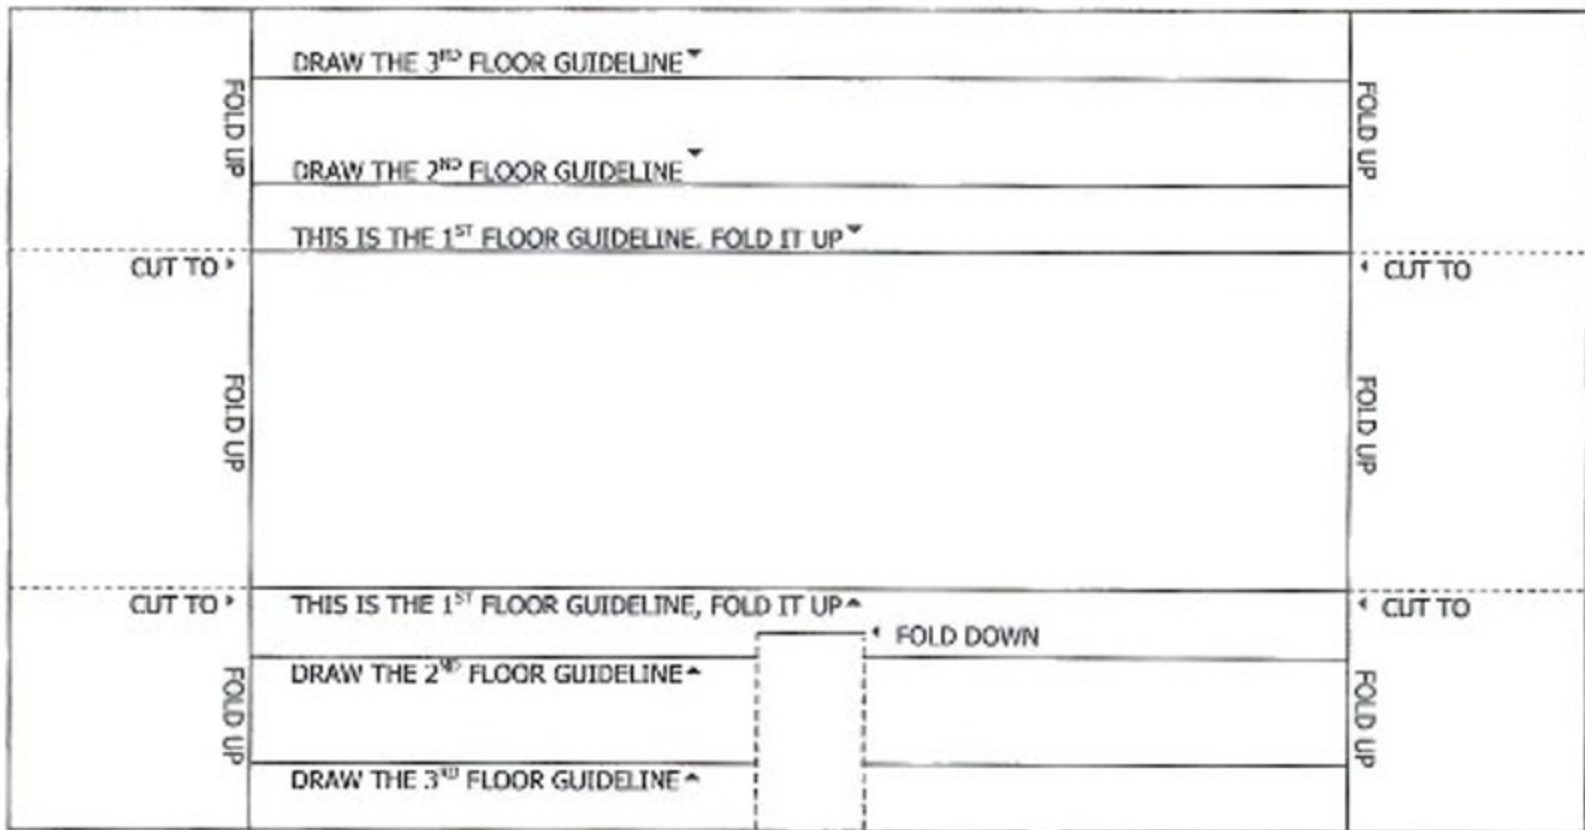 DRAW THE 3RD FLOOR GUIDELINE
FOLD UP
FOLD UP
DRAW THE 2ND FLOOR GUIDELINE
THIS IS THE 1ST FLOOR GUIDELINE. FOLD IT UP
CUT TO
CUT TO
FOLD UP
FOLD UP
CUT TO
THIS IS THE 1ST FLOOR GUIDELINE, FOLD IT UP
CUT TO
FOLD DOWN
DRAW THE 2ND FLOOR GUIDELINE
FOLD UP
FOLD UP
DRAW THE 3RD FLOOR GUIDELINE